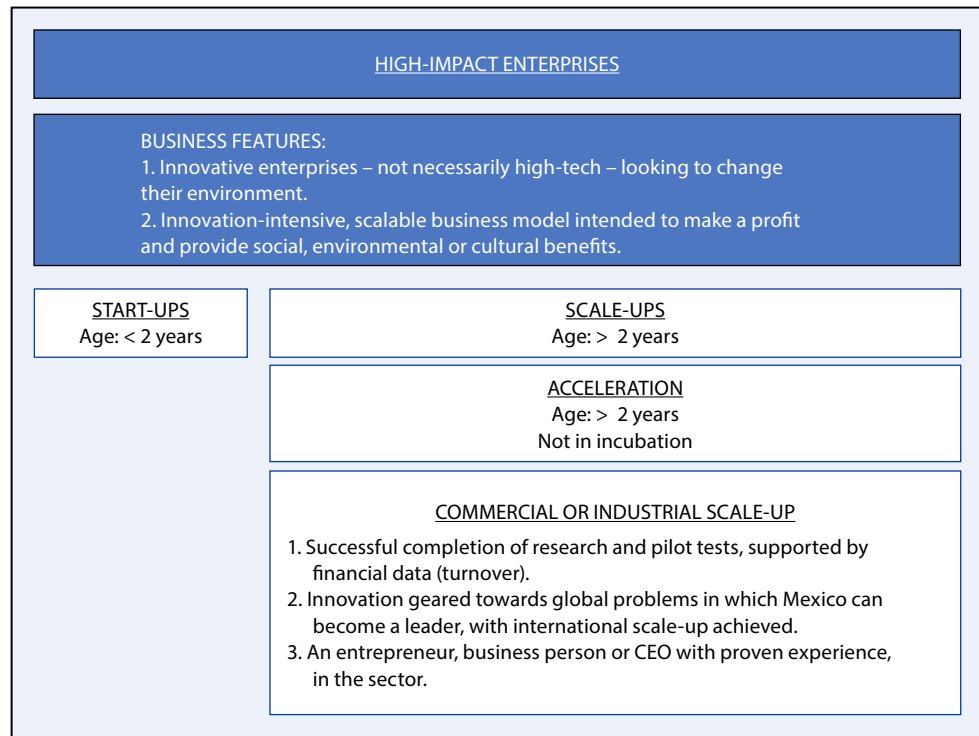 HIGH-IMPACT ENTERPRISES
BUSINESS FEATURES:
1. Innovative enterprises – not necessarily high-tech – looking to change
their environment.
2. Innovation-intensive, scalable business model intended to make a profit
and provide social, environmental or cultural benefits.
START-UPS
Age: < 2 years
SCALE-UPS
Age: > 2 years
ACCELERATION
Age: > 2 years
Not in incubation
COMMERCIAL OR INDUSTRIAL SCALE-UP
1. Successful completion of research and pilot tests, supported by
financial data (turnover).
2. Innovation geared towards global problems in which Mexico can
become a leader, with international scale-up achieved.
3. An entrepreneur, business person or CEO with proven experience,
in the sector.